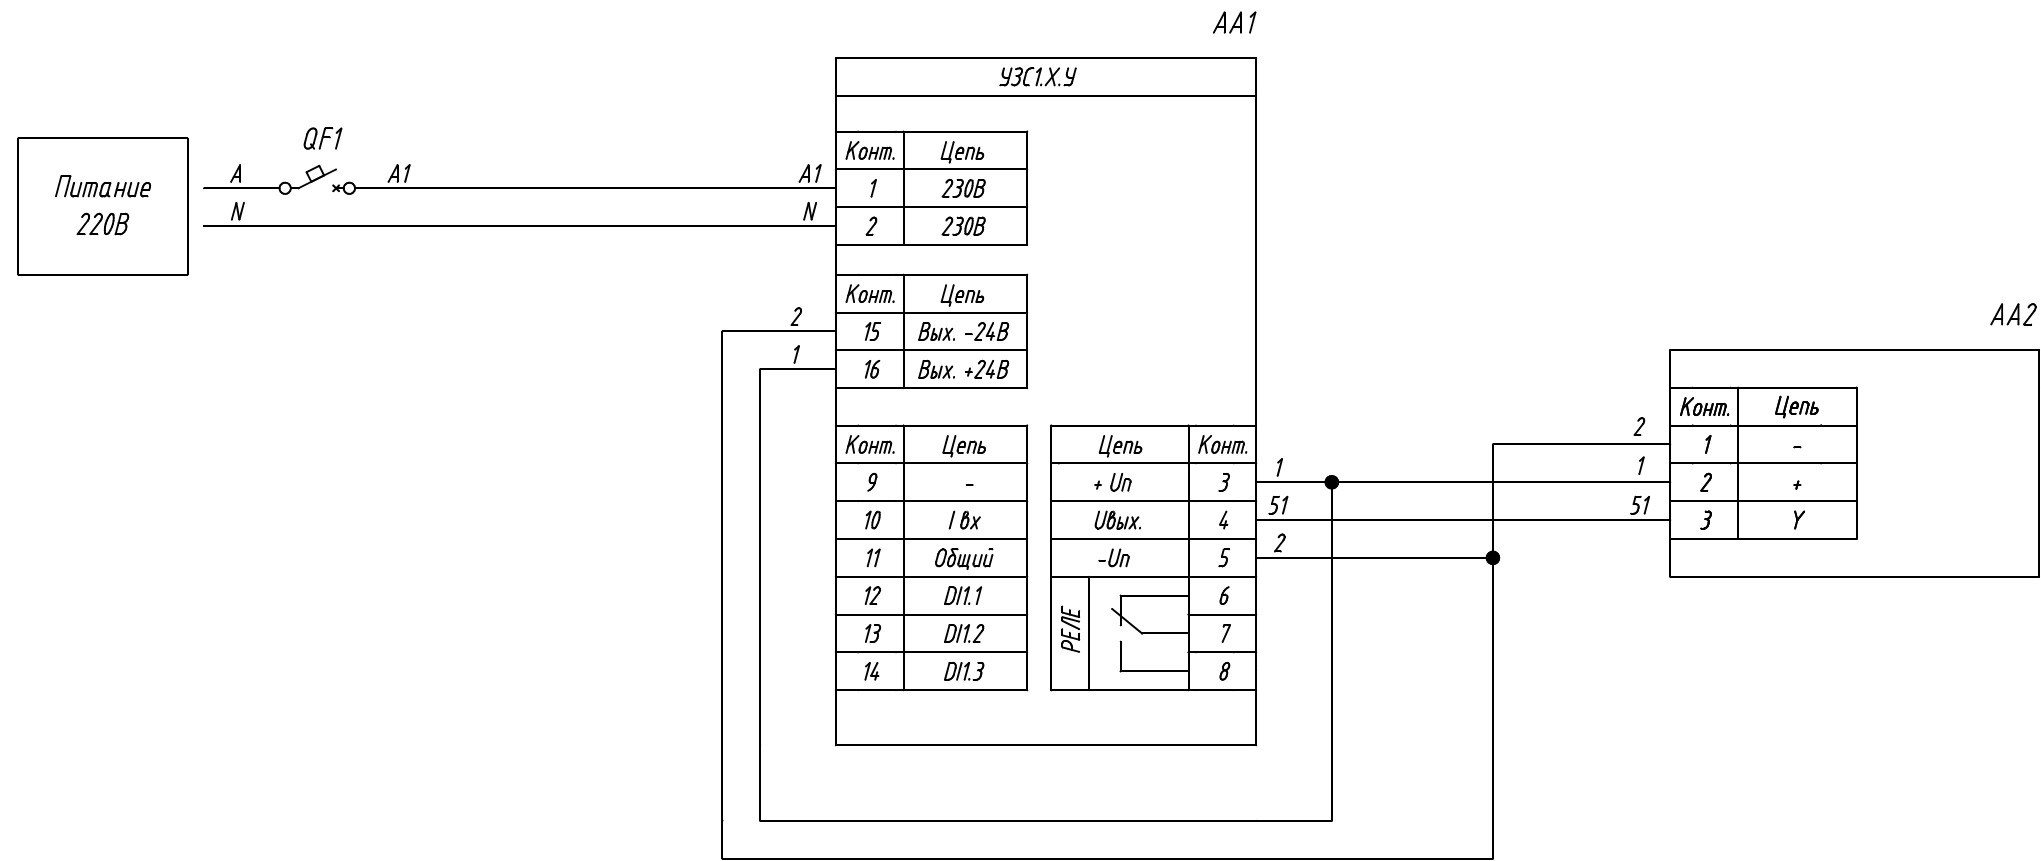 AA1
УЗС1.Х.У
Питание
220В
QF1
A
A1
A1
N
N
Конт. Цепь
1 230В
2 230В
Конт. Цепь
2 15 Вых. -24В
1 16 Вых. +24В
Конт. Цепь
9 -
10 I вх
11 Общий
12 DI1.1
13 DI1.2
14 DI1.3
Цепь Конт.
+ Uп 3 1
Uвых. 4 51
-Uп 5 2
РЕЛЕ
6
7
8
AA2
Конт. Цепь
2 1 -
1 2 +
51 3 Y